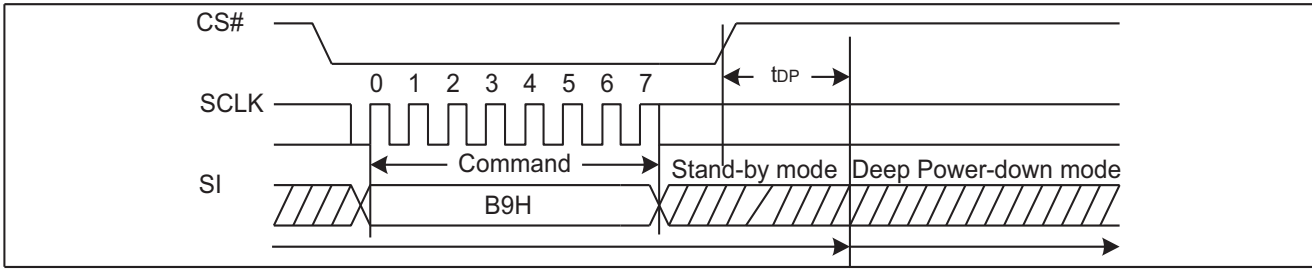 CS#
tDP
0 1 2 3 4 5 6 7
SCLK
Command
Stand-by mode Deep Power-down mode
SI
B9H